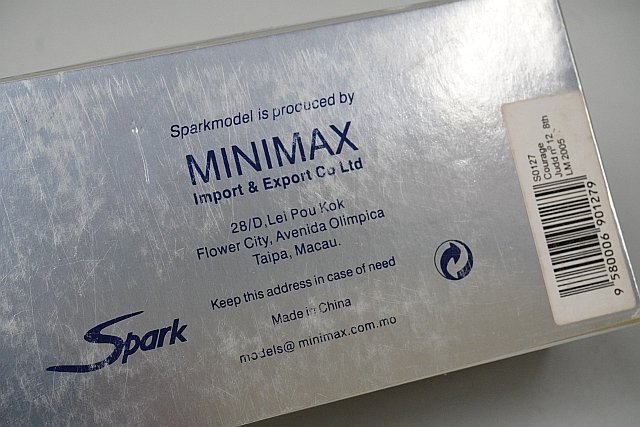 Sparkmodel is produced by
MINIMAX
Import & Export Co Ltd
28/D, Lei Pou Kok
Flower City, Avenida Olimpica
Taipa, Macau.
Keep this address in case of need
Made in China
models@minimax.com.mo
Spark
S0127
Courage
Judd n°12 8th
LM 2005
9 580006 901279